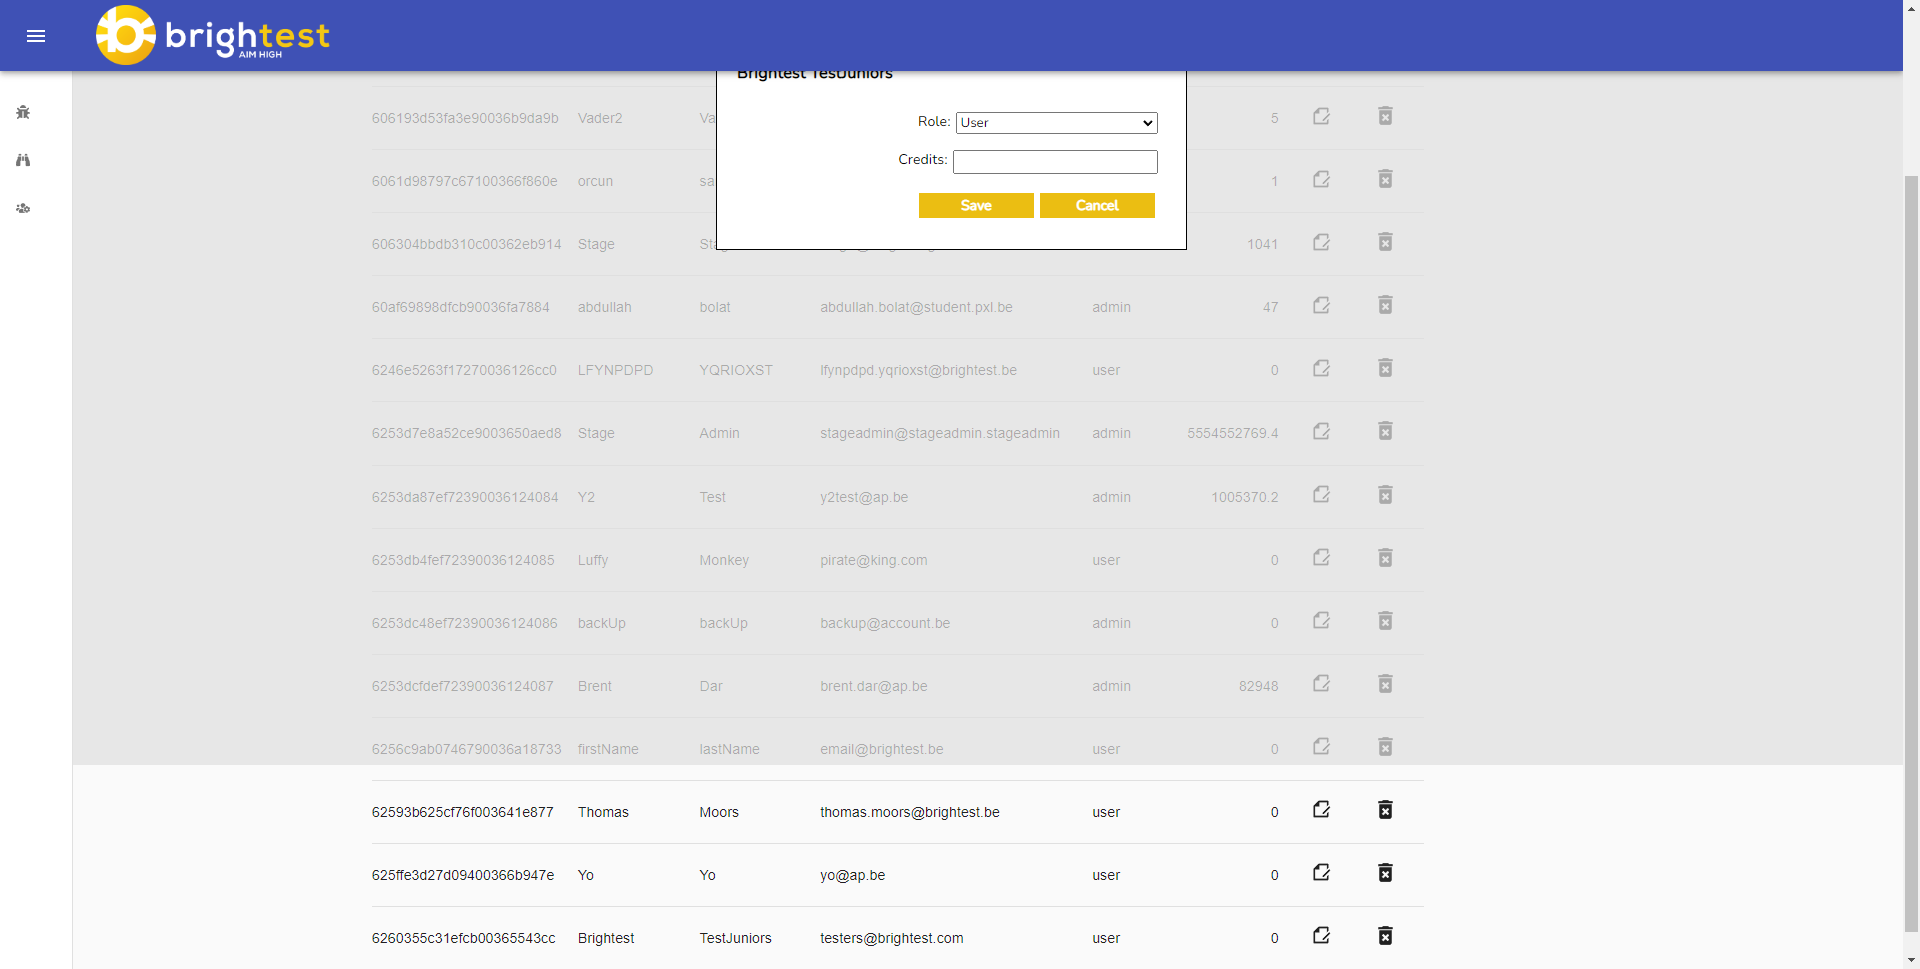 brightest
AIM HIGH
Brightest TestJuniors
Role: User
Credits:
Save Cancel
606193d53fa3e90036b9da9b Vader2 Va 5
6061d98797c67100366f860e orcun sa 1
606304bbdb310c00362eb914 Stage 1041
60af69898dfcb90036fa7884 abdullah bolat abdullah.bolat@student.pxl.be admin 47
6246e5263f17270036126cc0 LFYNPDPD YQRIOXST lfynpdpd.yqrioxst@brightest.be user 0
6253d7e8a52ce9003650aed8 Stage Admin stageadmin@stageadmin.stageadmin admin 5554552769.4
6253da87ef72390036124084 Y2 Test y2test@ap.be admin 1005370.2
6253db4fef72390036124085 Luffy Monkey pirate@king.com user 0
6253dc48ef72390036124086 backUp backUp backup@account.be admin 0
6253dcfdef72390036124087 Brent Dar brent.dar@ap.be admin 82948
6256c9ab0746790036a18733 firstName lastName email@brightest.be user 0
62593b625cf76f003641e877 Thomas Moors thomas.moors@brightest.be user 0
625ffe3d27d09400366b947e Yo Yo yo@ap.be user 0
6260355c31efcb00365543cc Brightest TestJuniors testers@brightest.com user 0